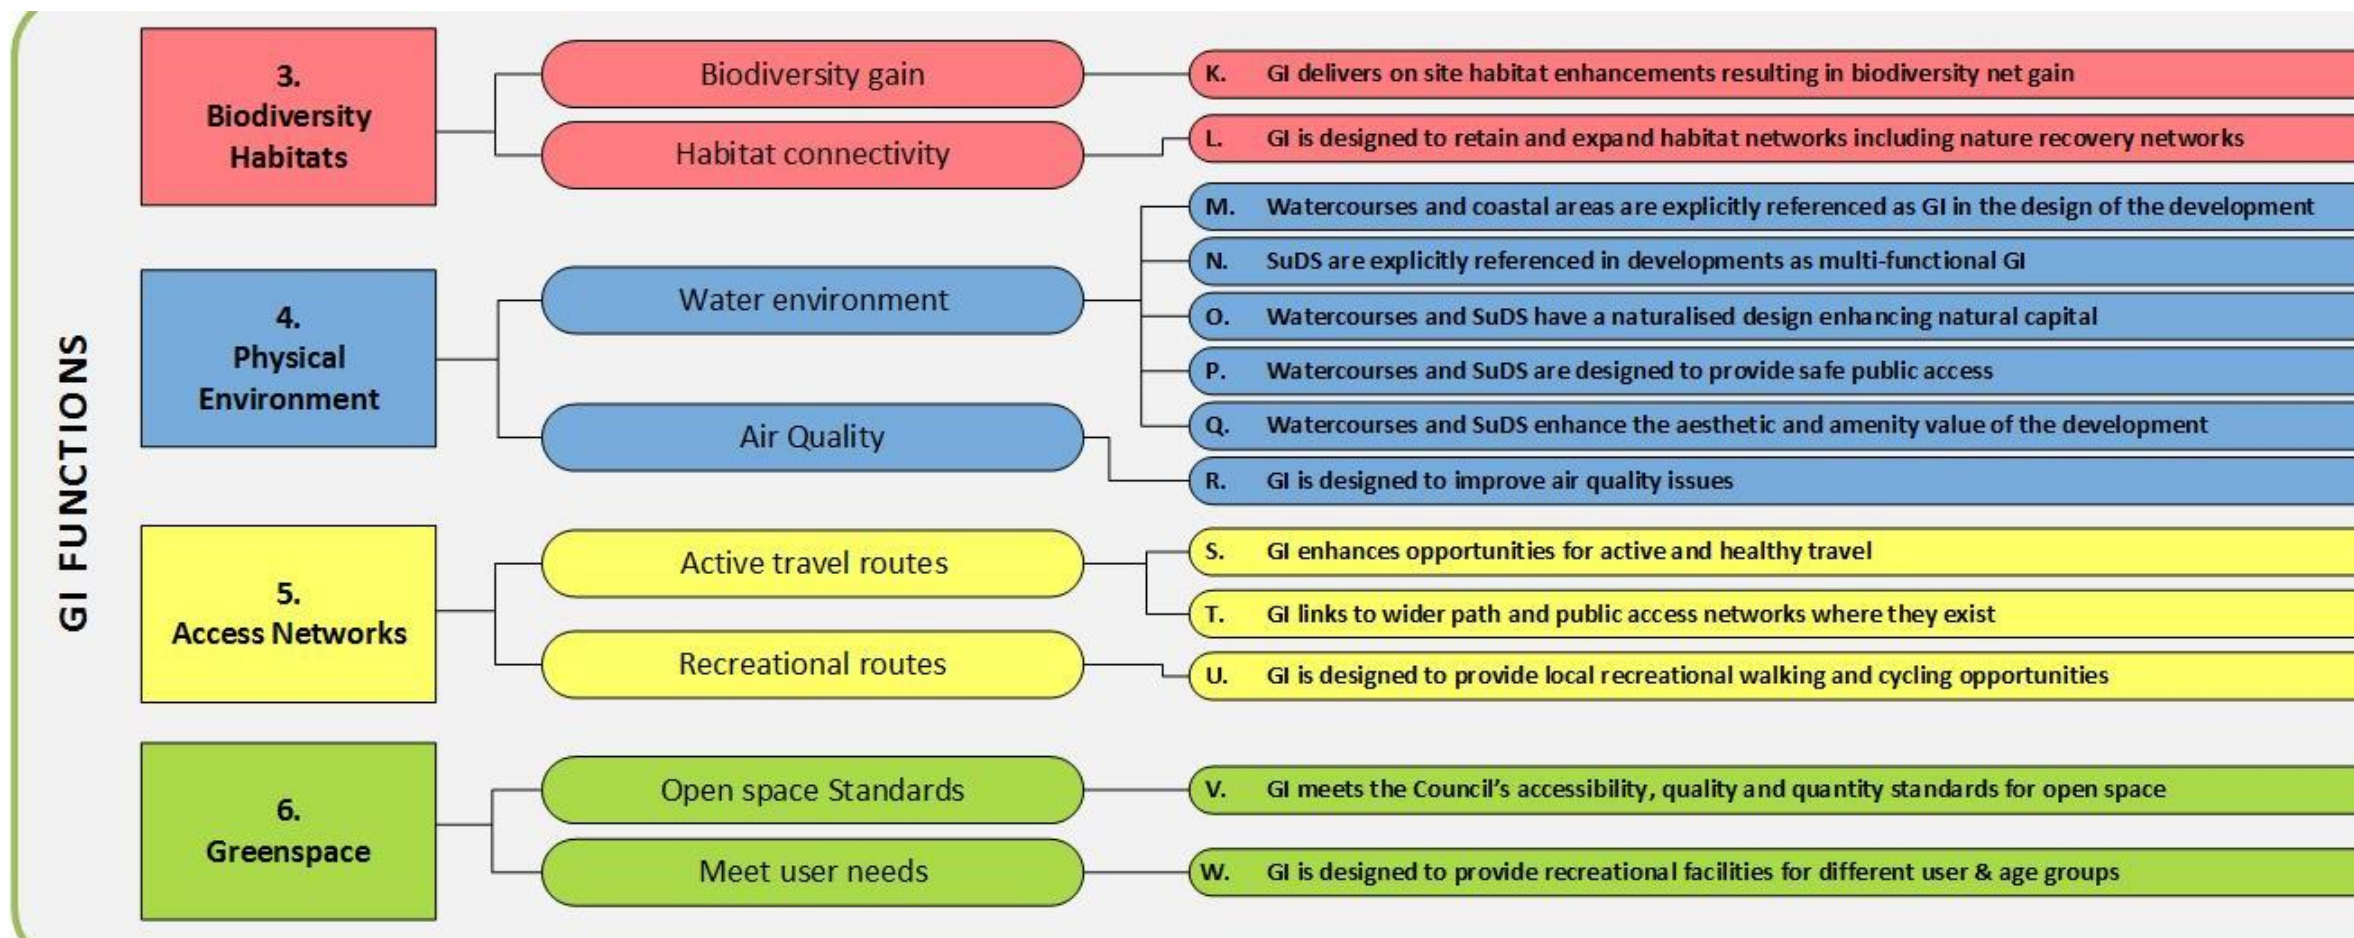 GI FUNCTIONS
3.
Biodiversity
Habitats
Biodiversity gain
K. GI delivers on site habitat enhancements resulting in biodiversity net gain
Habitat connectivity
L. GI is designed to retain and expand habitat networks including nature recovery networks
4.
Physical
Environment
Water environment
M. Watercourses and coastal areas are explicitly referenced as GI in the design of the development
N. SuDS are explicitly referenced in developments as multi-functional GI
O. Watercourses and SuDS have a naturalised design enhancing natural capital
P. Watercourses and SuDS are designed to provide safe public access
Q. Watercourses and SuDS enhance the aesthetic and amenity value of the development
Air Quality
R. GI is designed to improve air quality issues
5.
Access Networks
Active travel routes
S. GI enhances opportunities for active and healthy travel
T. GI links to wider path and public access networks where they exist
Recreational routes
U. GI is designed to provide local recreational walking and cycling opportunities
6.
Greenspace
Open space Standards
V. GI meets the Council’s accessibility, quality and quantity standards for open space
Meet user needs
W. GI is designed to provide recreational facilities for different user & age groups